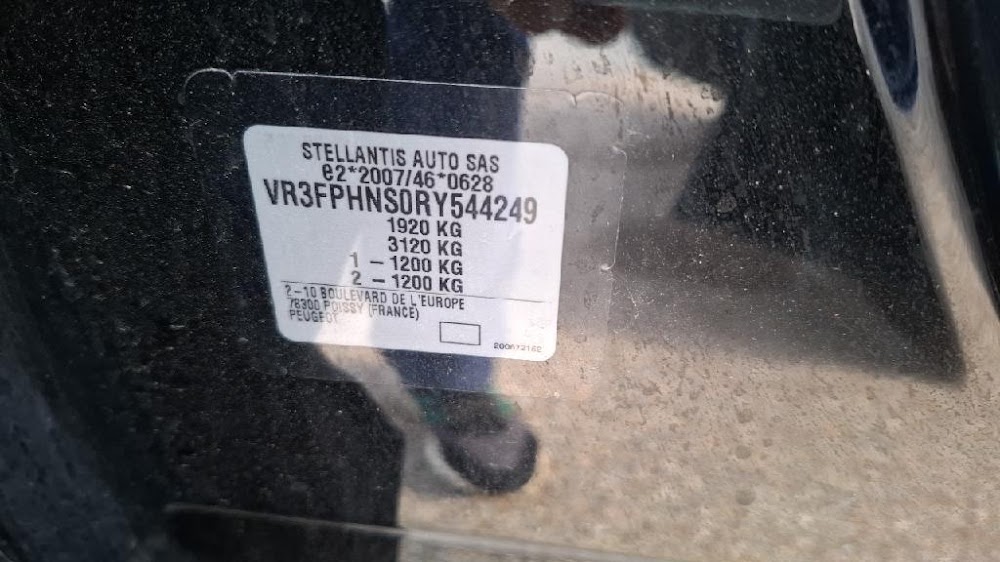 STELLANTIS AUTO SAS
e2*2007/46*0628
VR3FPHNS0RY544249
1920 KG
3120 KG
1 - 1200 KG
2 - 1200 KG
2-10 BOULEVARD DE L'EUROPE
78300 POISSY (FRANCE)
PEUGEOT